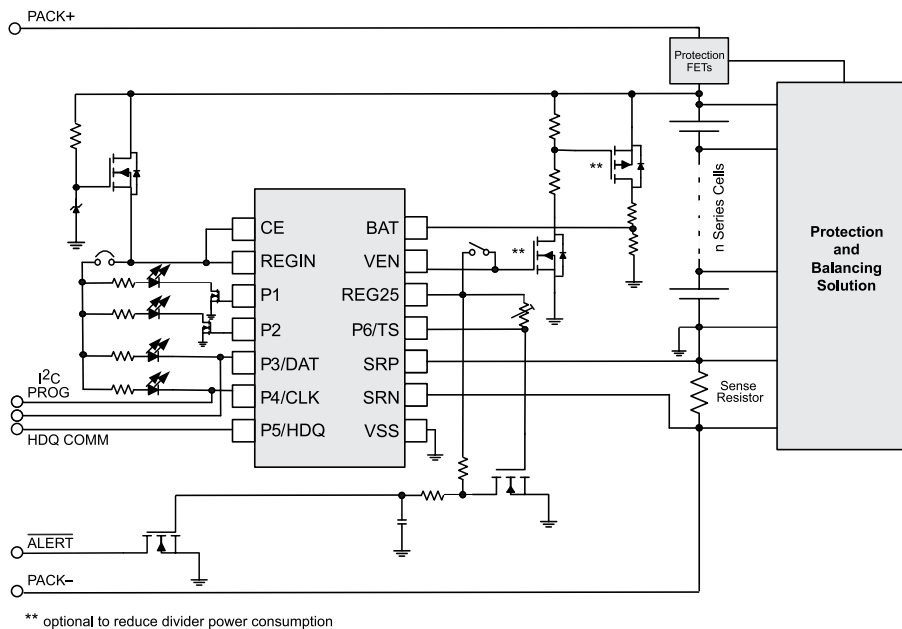 PACK+
Protection
FETs
**
n Series Cells
Protection
and
Balancing
Solution
CE
BAT
REGIN
VEN
**
P1
REG25
P2
P6/TS
P3/DAT
SRP
P4/CLK
SRN
P5/HDQ
VSS
I²C
PROG
HDQ COMM
Sense
Resistor
ALERT
PACK–
** optional to reduce divider power consumption